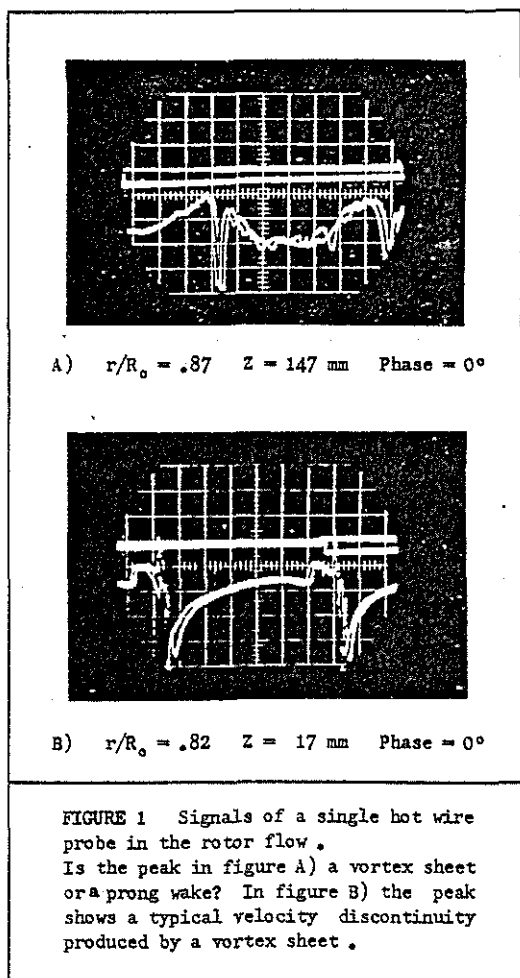 A) r/R₀ = .87 Z = 147 mm Phase = 0°
B) r/R₀ = .82 Z = 17 mm Phase = 0°
FIGURE 1 Signals of a single hot wire
probe in the rotor flow .
Is the peak in figure A) a vortex sheet
or a prong wake? In figure B) the peak
shows a typical velocity discontinuity
produced by a vortex sheet .